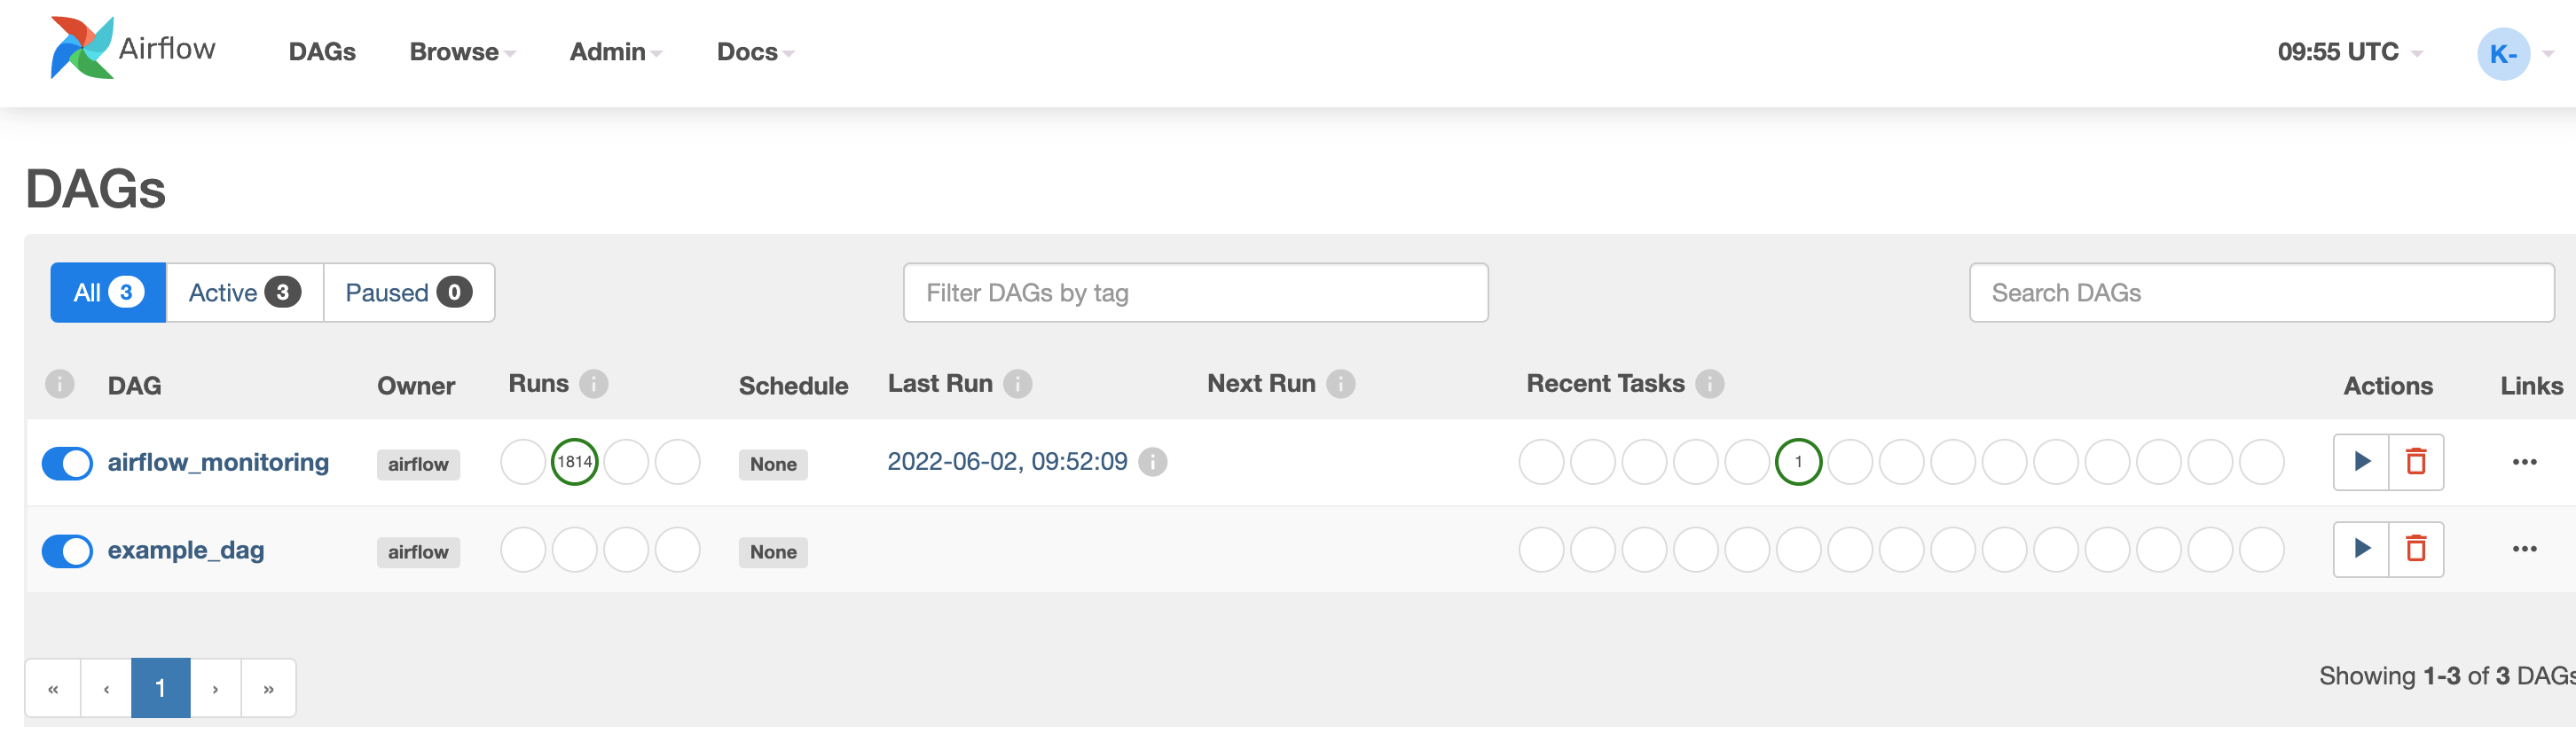 Airflow DAGs Browse Admin Docs 09:55 UTC K-
DAGs
All 3 Active 3 Paused 0 Filter DAGs by tag Search DAGs
i DAG Owner Runs i Schedule Last Run i Next Run i Recent Tasks i Actions Links
airflow_monitoring airflow 1814 None 2022-06-02, 09:52:09 i 1 ...
example_dag airflow None ...
« ‹ 1 › » Showing 1-3 of 3 DAGs